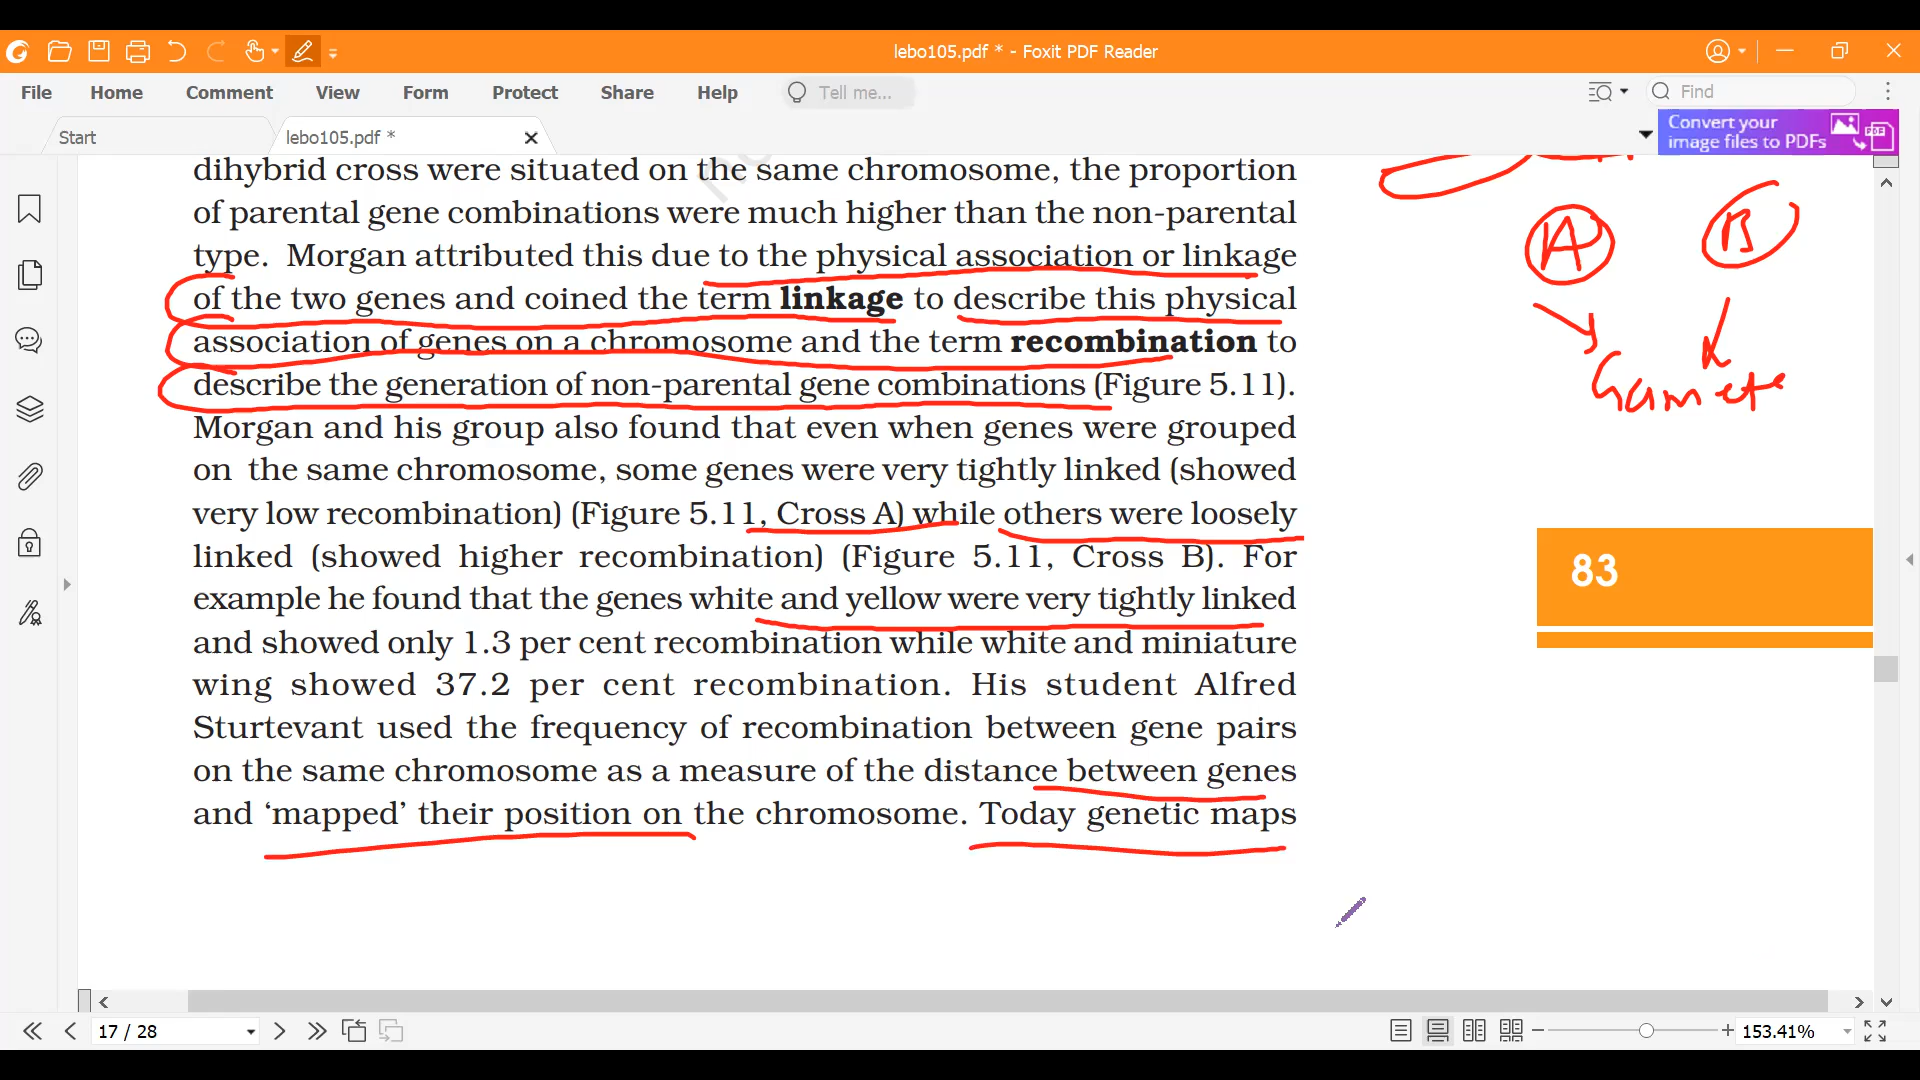 lebo105.pdf * - Foxit PDF Reader
File Home Comment View Form Protect Share Help Tell me... Find
Start lebo105.pdf *
Convert your
image files to PDFs
dihybrid cross were situated on the same chromosome, the proportion
of parental gene combinations were much higher than the non-parental
type. Morgan attributed this due to the physical association or linkage
of the two genes and coined the term linkage to describe this physical
association of genes on a chromosome and the term recombination to
describe the generation of non-parental gene combinations (Figure 5.11).
Morgan and his group also found that even when genes were grouped
on the same chromosome, some genes were very tightly linked (showed
very low recombination) (Figure 5.11, Cross A) while others were loosely
linked (showed higher recombination) (Figure 5.11, Cross B). For
example he found that the genes white and yellow were very tightly linked
and showed only 1.3 per cent recombination while white and miniature
wing showed 37.2 per cent recombination. His student Alfred
Sturtevant used the frequency of recombination between gene pairs
on the same chromosome as a measure of the distance between genes
and ‘mapped’ their position on the chromosome. Today genetic maps
A B
Gamete
83
17 / 28
153.41%